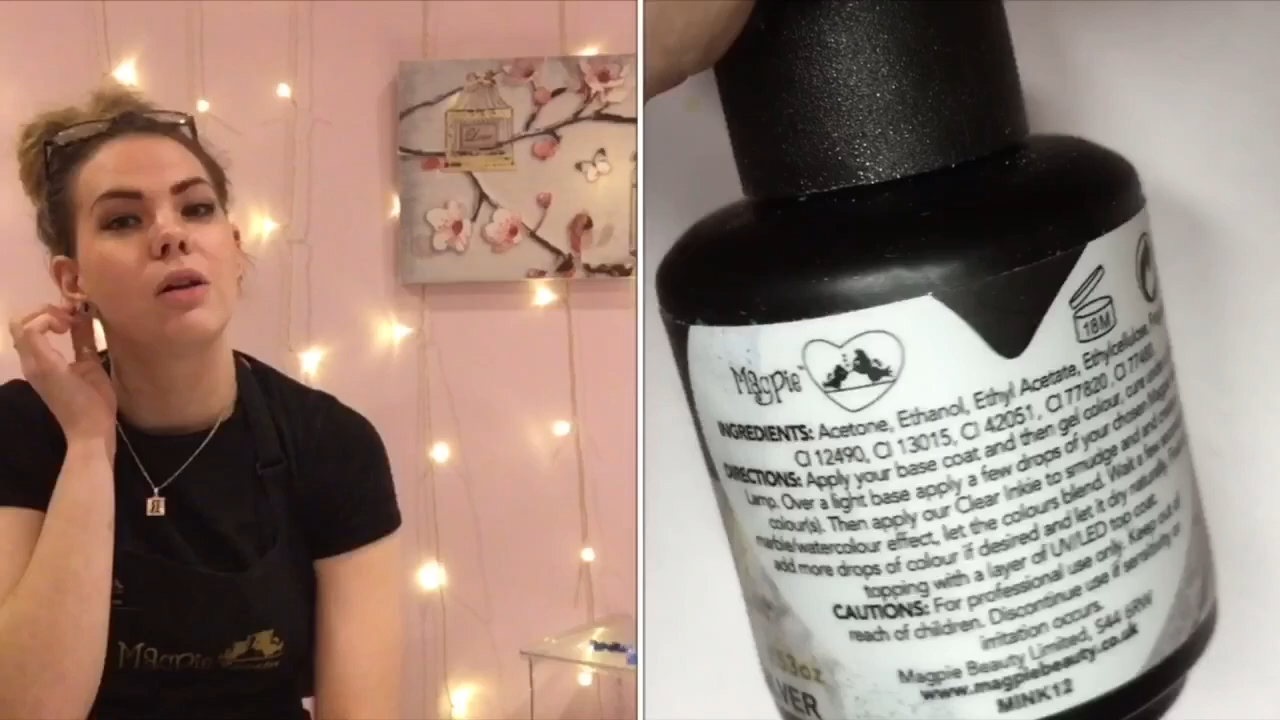 Love
Magpie
Magpie™
18M
INGREDIENTS: Acetone, Ethanol, Ethyl Acetate, Ethylcellulose,
CI 12490, CI 13015, CI 42051, CI 77820, CI 77400,
DIRECTIONS: Apply your base coat and then gel colour, cure under
Lamp. Over a light base apply a few drops of your chosen
colour(s). Then apply our Clear Inkie to smudge and
marble/watercolour effect, let the colours blend. Wait a few
add more drops of colour if desired and let it dry naturally.
topping with a layer of UV/LED top coat.
CAUTIONS: For professional use only. Keep out of
reach of children. Discontinue use if sensitivity or
irritation occurs.
Magpie Beauty Limited, S44 6RW
www.magpiebeauty.co.uk
MINK12